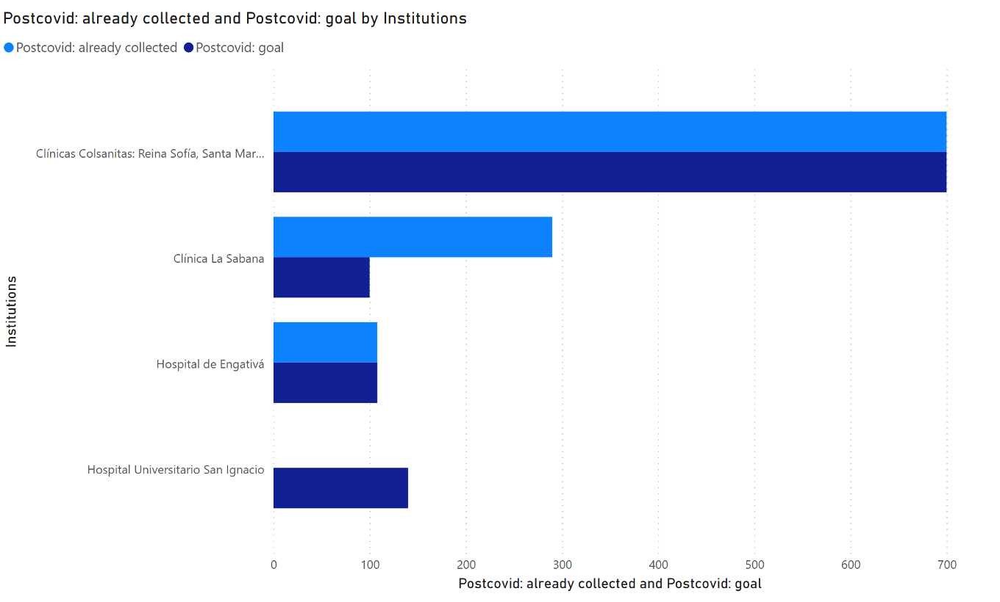 Postcovid: already collected and Postcovid: goal by Institutions
Postcovid: already collected Postcovid: goal
Clínicas Colsanitas: Reina Sofía, Santa Mar...
Clínica La Sabana
Hospital de Engativá
Hospital Universitario San Ignacio
Institutions
0 100 200 300 400 500 600 700
Postcovid: already collected and Postcovid: goal